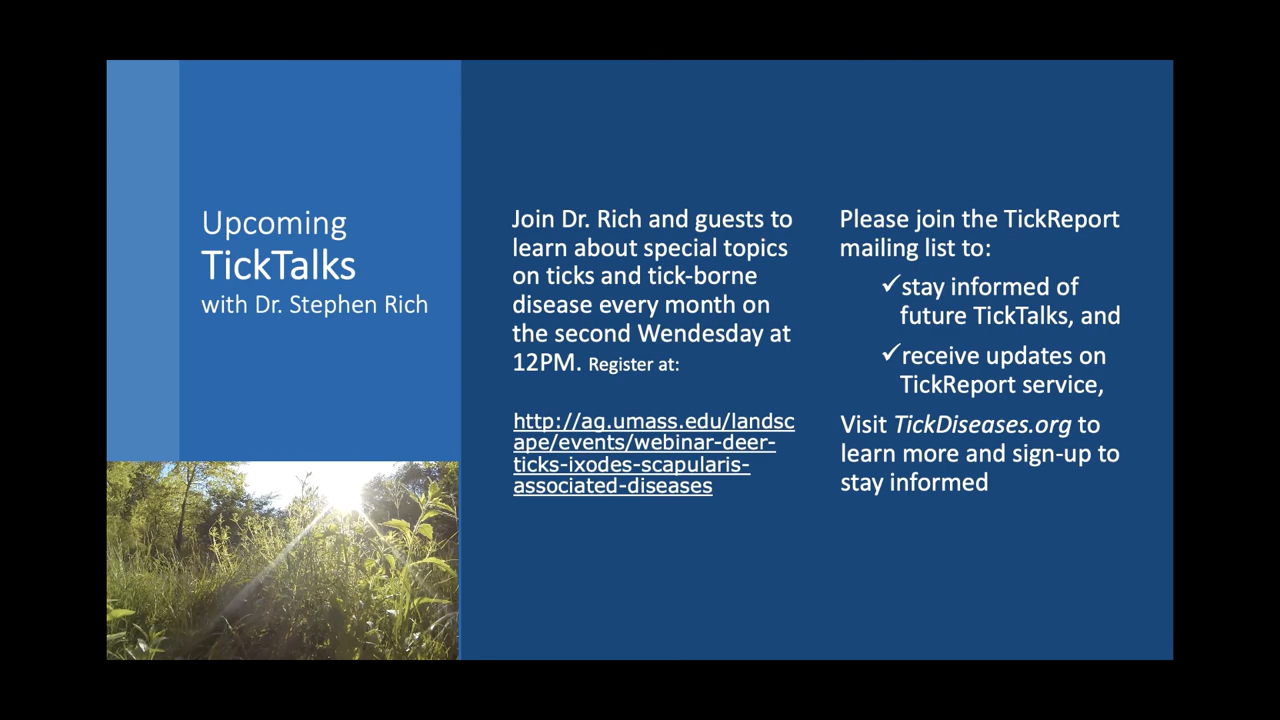 Upcoming
TickTalks
with Dr. Stephen Rich
Join Dr. Rich and guests to
learn about special topics
on ticks and tick-borne
disease every month on
the second Wendesday at
12PM. Register at:
http://ag.umass.edu/landsc
ape/events/webinar-deer-
ticks-ixodes-scapularis-
associated-diseases
Please join the TickReport
mailing list to:
✓stay informed of
future TickTalks, and
✓receive updates on
TickReport service,
Visit TickDiseases.org to
learn more and sign-up to
stay informed